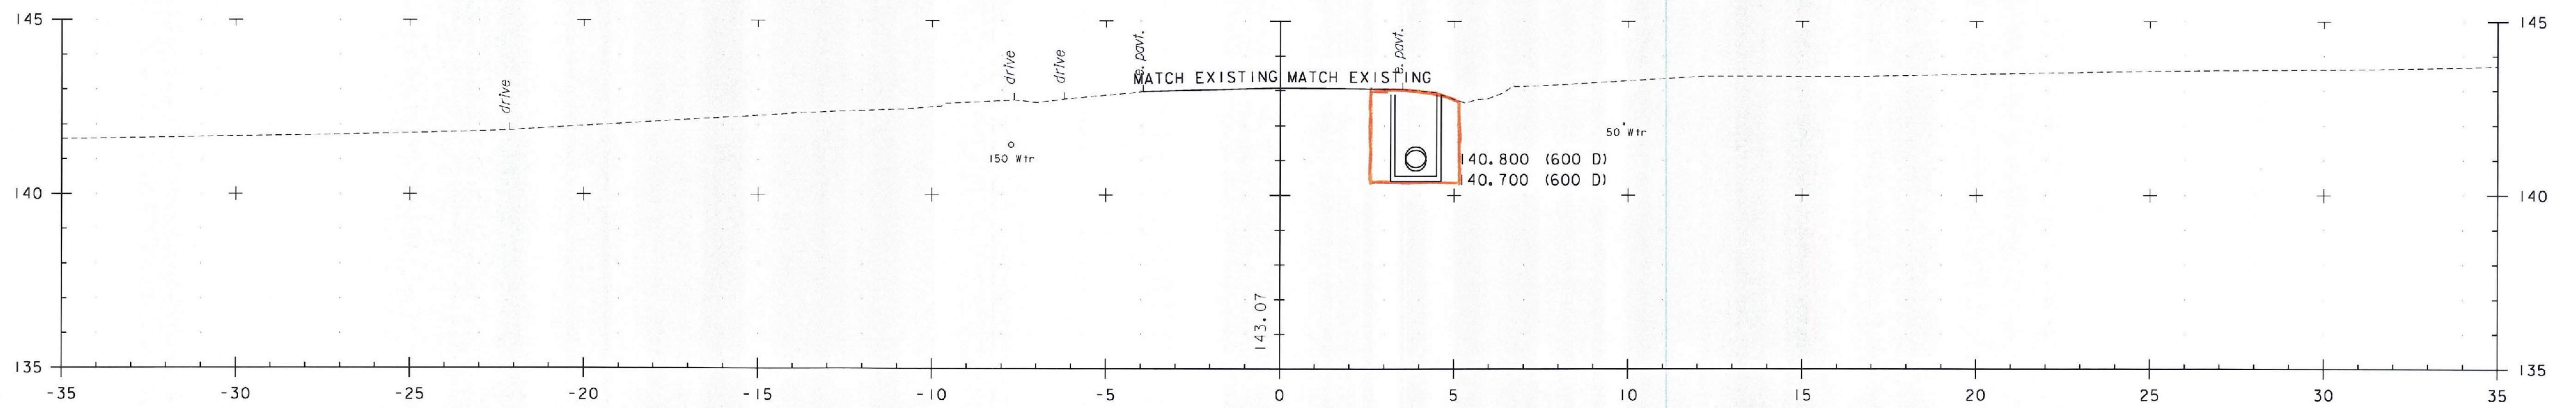 145
145
drive
drive
drive
e. pavt.
e. pavt.
MATCH EXISTING MATCH EXISTING
150 Wtr
50 Wtr
140.800 (600 D)
140.700 (600 D)
140
140
143.07
135
135
-35 -30 -25 -20 -15 -10 -5 0 5 10 15 20 25 30 35